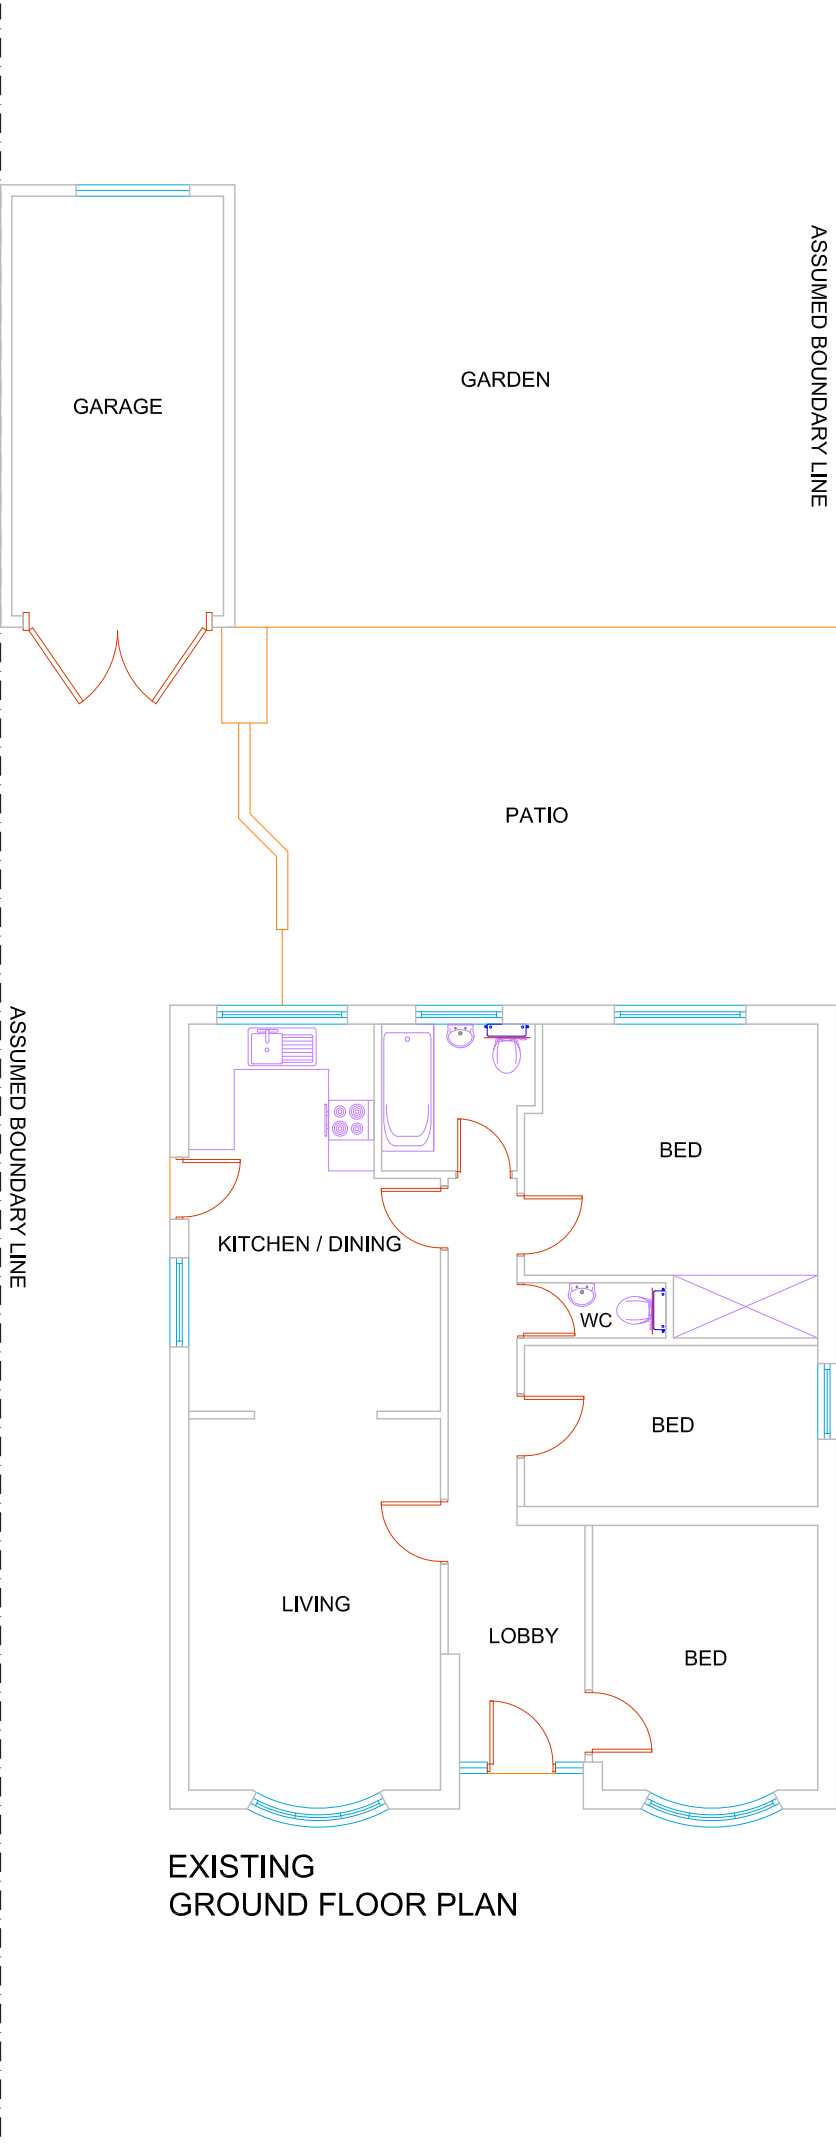 ASSUMED BOUNDARY LINE
GARDEN
GARAGE
PATIO
ASSUMED BOUNDARY LINE
BED
KITCHEN / DINING
WC
BED
LIVING
LOBBY
BED
EXISTING
GROUND FLOOR PLAN